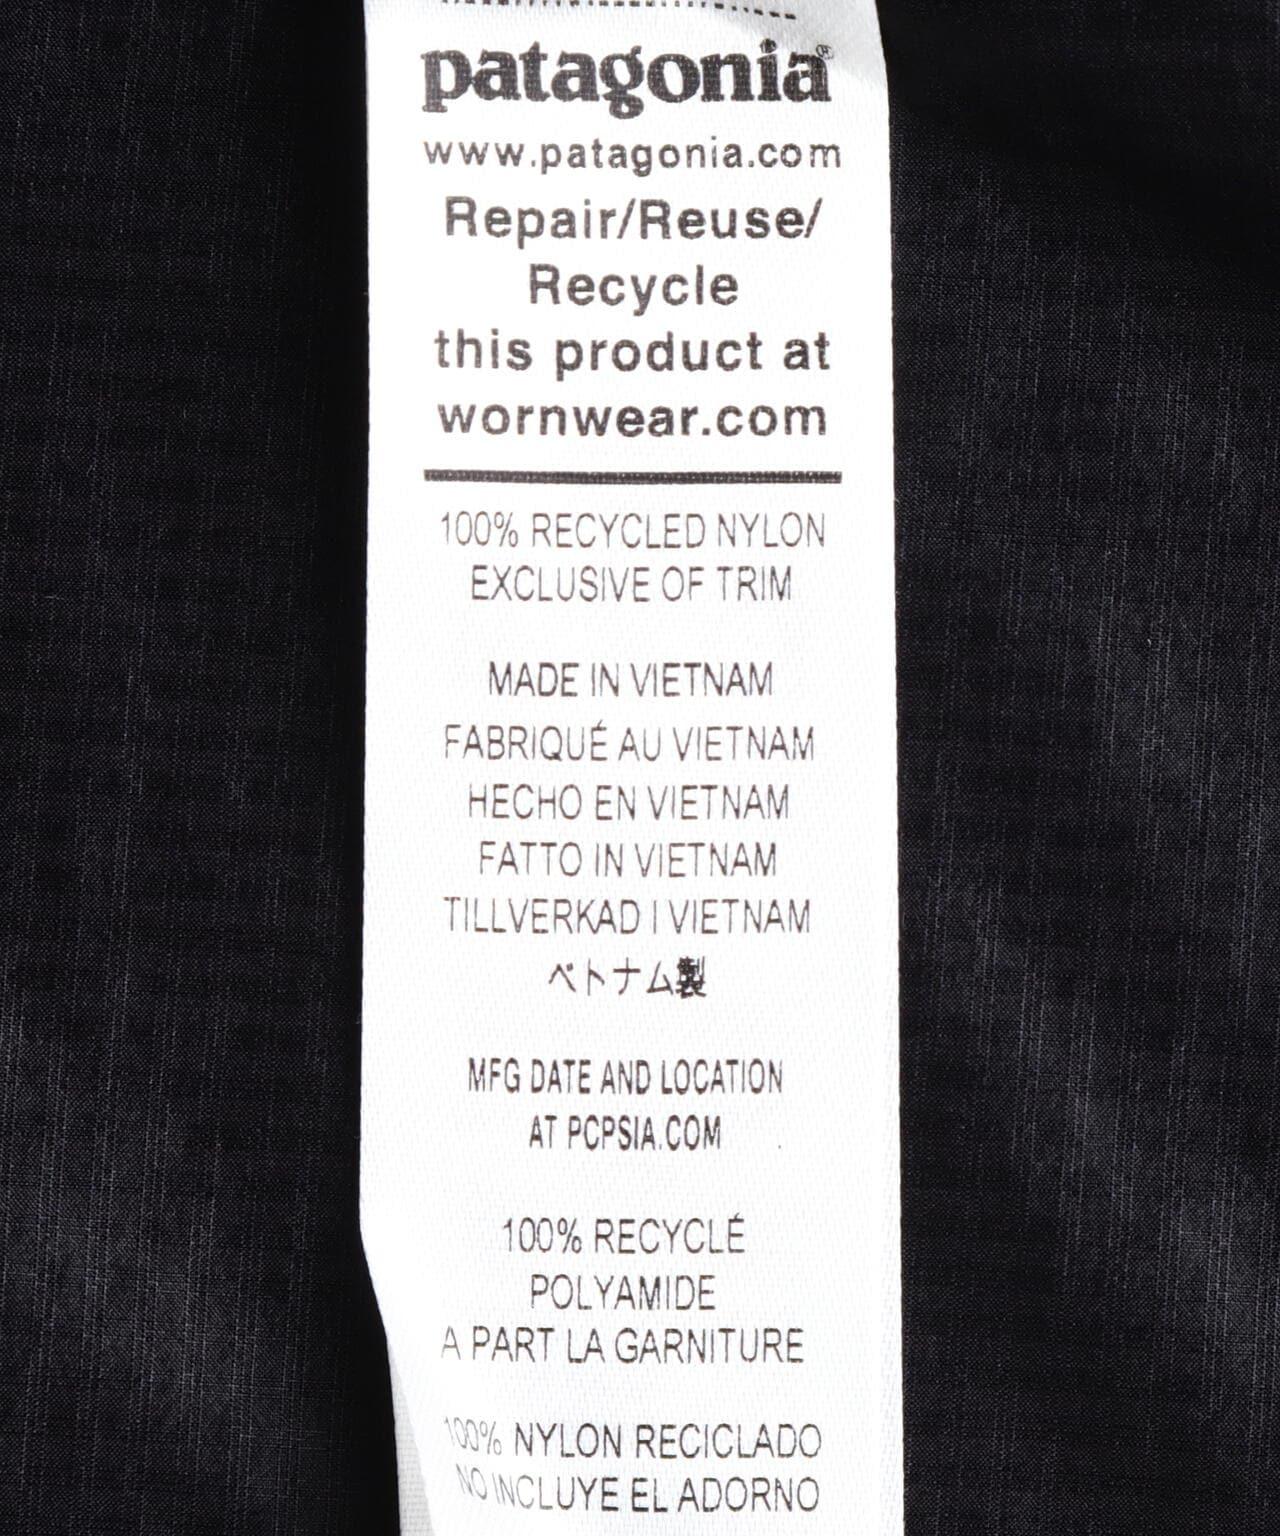 patagonia®
www.patagonia.com
Repair/Reuse/
Recycle
this product at
wornwear.com
100% RECYCLED NYLON
EXCLUSIVE OF TRIM
MADE IN VIETNAM
FABRIQUÉ AU VIETNAM
HECHO EN VIETNAM
FATTO IN VIETNAM
TILLVERKAD I VIETNAM
ベトナム製
MFG DATE AND LOCATION
AT PCPSIA.COM
100% RECYCLÉ
POLYAMIDE
A PART LA GARNITURE
100% NYLON RECICLADO
NO INCLUYE EL ADORNO